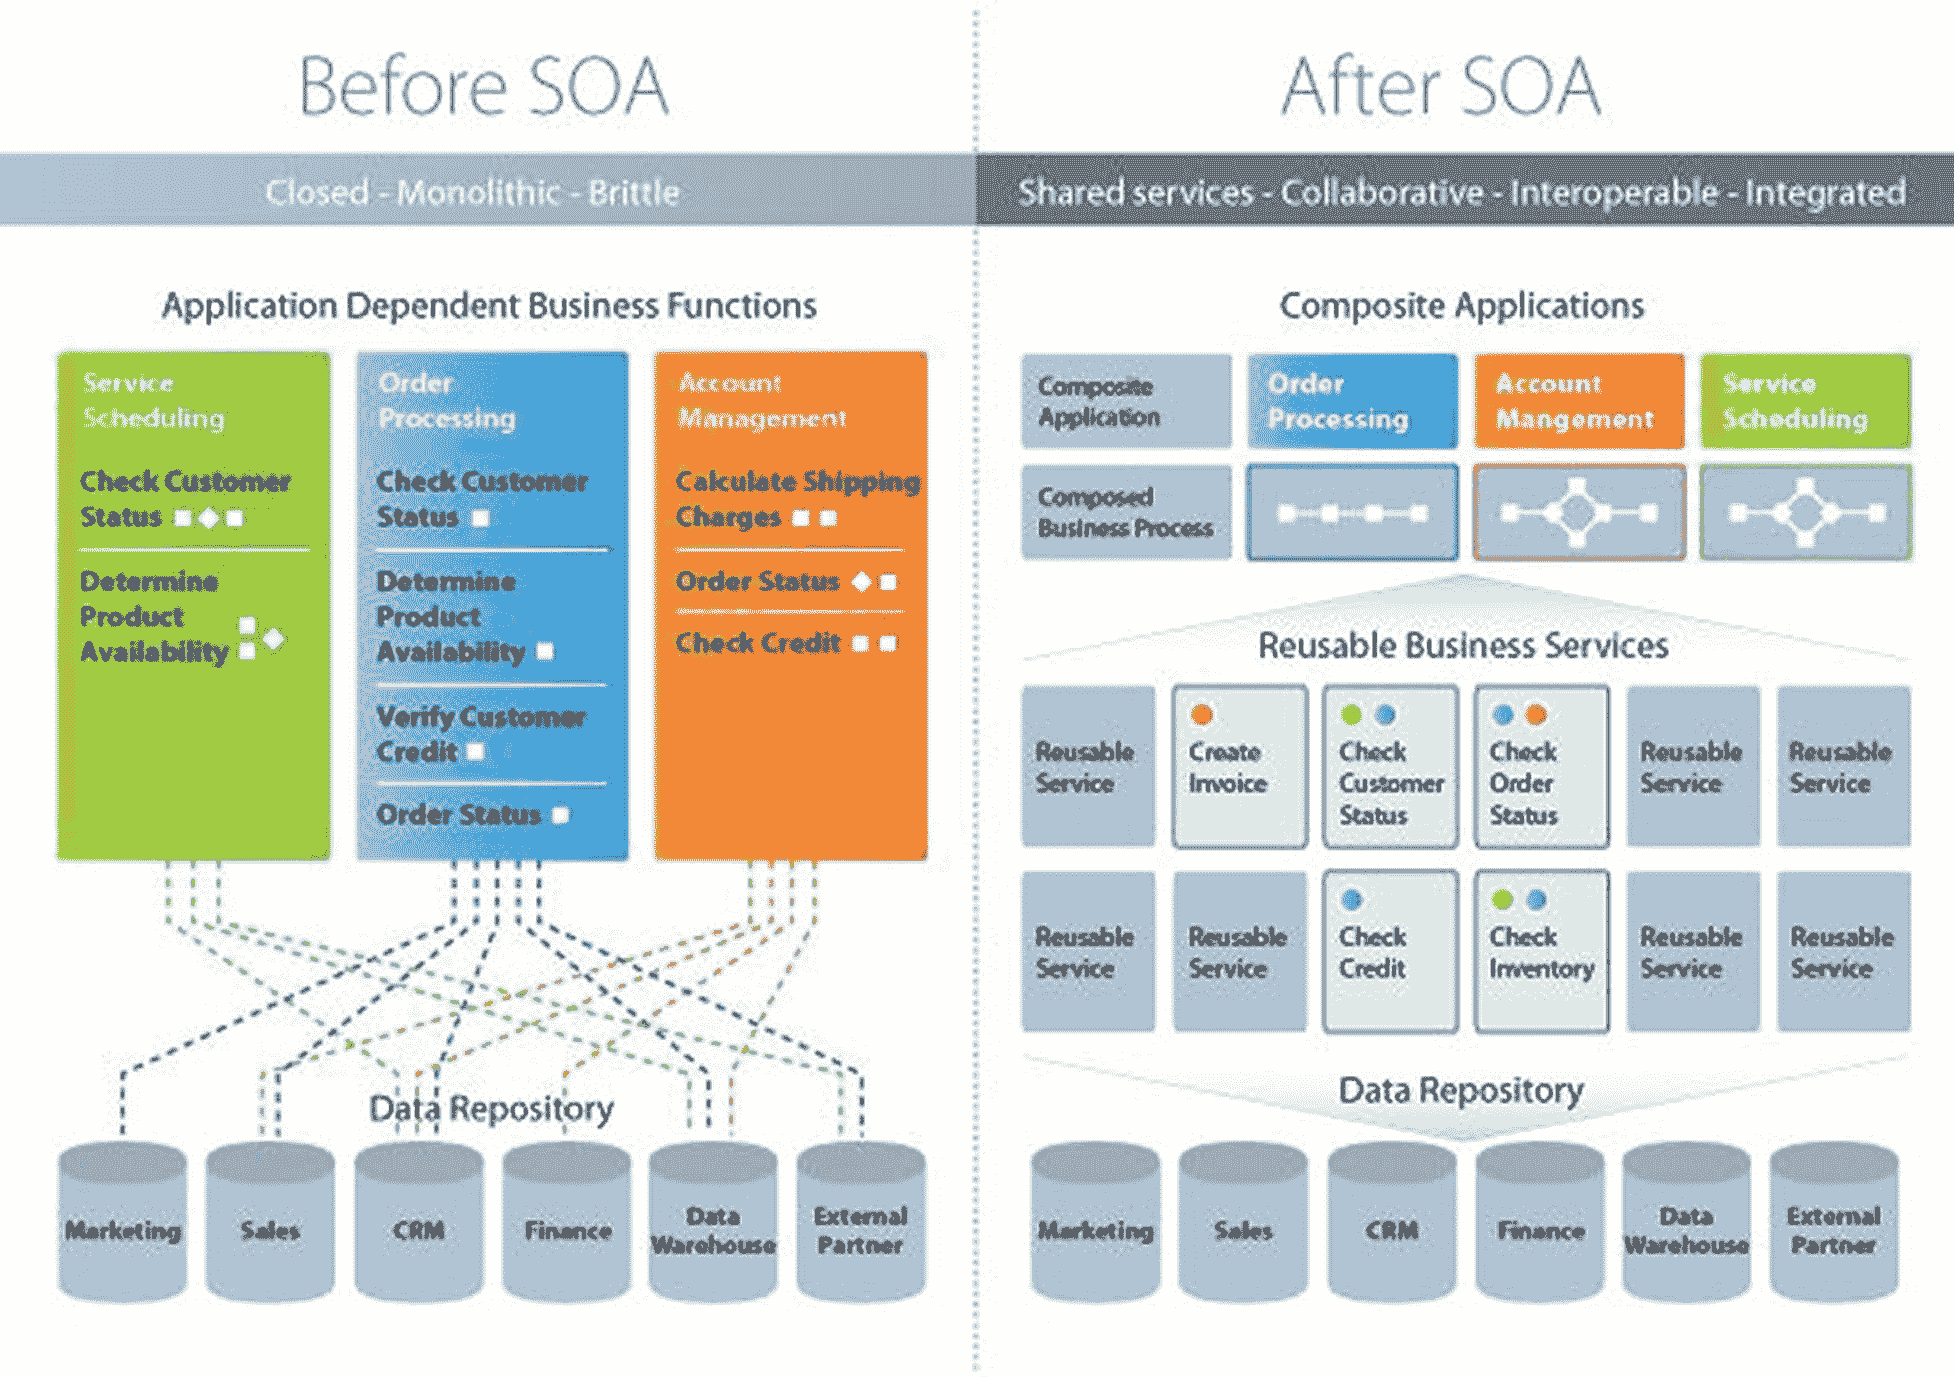 Before SOA
Closed - Monolithic - Brittle
Application Dependent Business Functions
Service
Scheduling
Check Customer
Status
Determine
Product
Availability
Order
Processing
Check Customer
Status
Determine
Product
Availability
Verify Customer
Credit
Order Status
Account
Management
Calculate Shipping
Charges
Order Status
Check Credit
Data Repository
Marketing
Sales
CRM
Finance
Data
Warehouse
External
Partner
After SOA
Shared services - Collaborative - Interoperable - Integrated
Composite Applications
Composite
Application
Order
Processing
Account
Mangement
Service
Scheduling
Composed
Business Process
Reusable Business Services
Reusable
Service
Create
Invoice
Check
Customer
Status
Check
Order
Status
Reusable
Service
Reusable
Service
Reusable
Service
Reusable
Service
Check
Credit
Check
Inventory
Reusable
Service
Reusable
Service
Data Repository
Marketing
Sales
CRM
Finance
Data
Warehouse
External
Partner